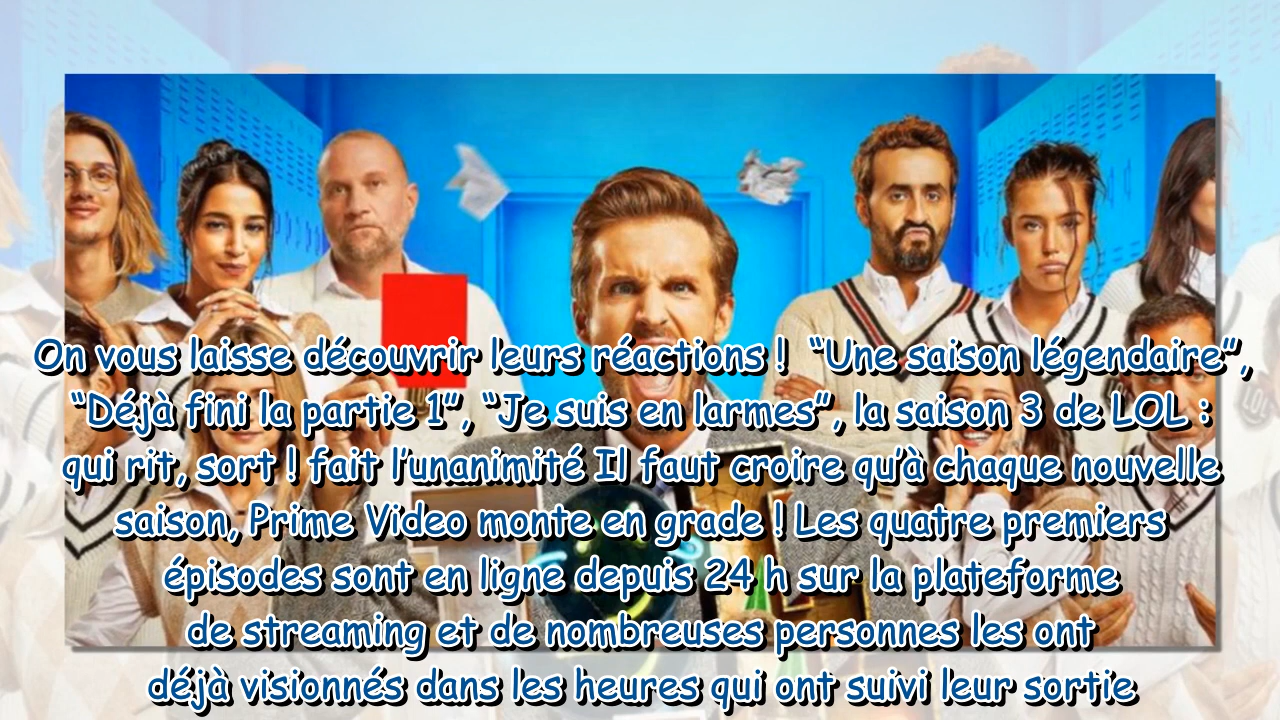 On vous laisse découvrir leurs réactions !  “Une saison légendaire”,
“Déjà fini la partie 1”, “Je suis en larmes”, la saison 3 de LOL :
qui rit, sort ! fait l’unanimité Il faut croire qu’à chaque nouvelle
saison, Prime Video monte en grade ! Les quatre premiers
épisodes sont en ligne depuis 24 h sur la plateforme
de streaming et de nombreuses personnes les ont
déjà visionnés dans les heures qui ont suivi leur sortie